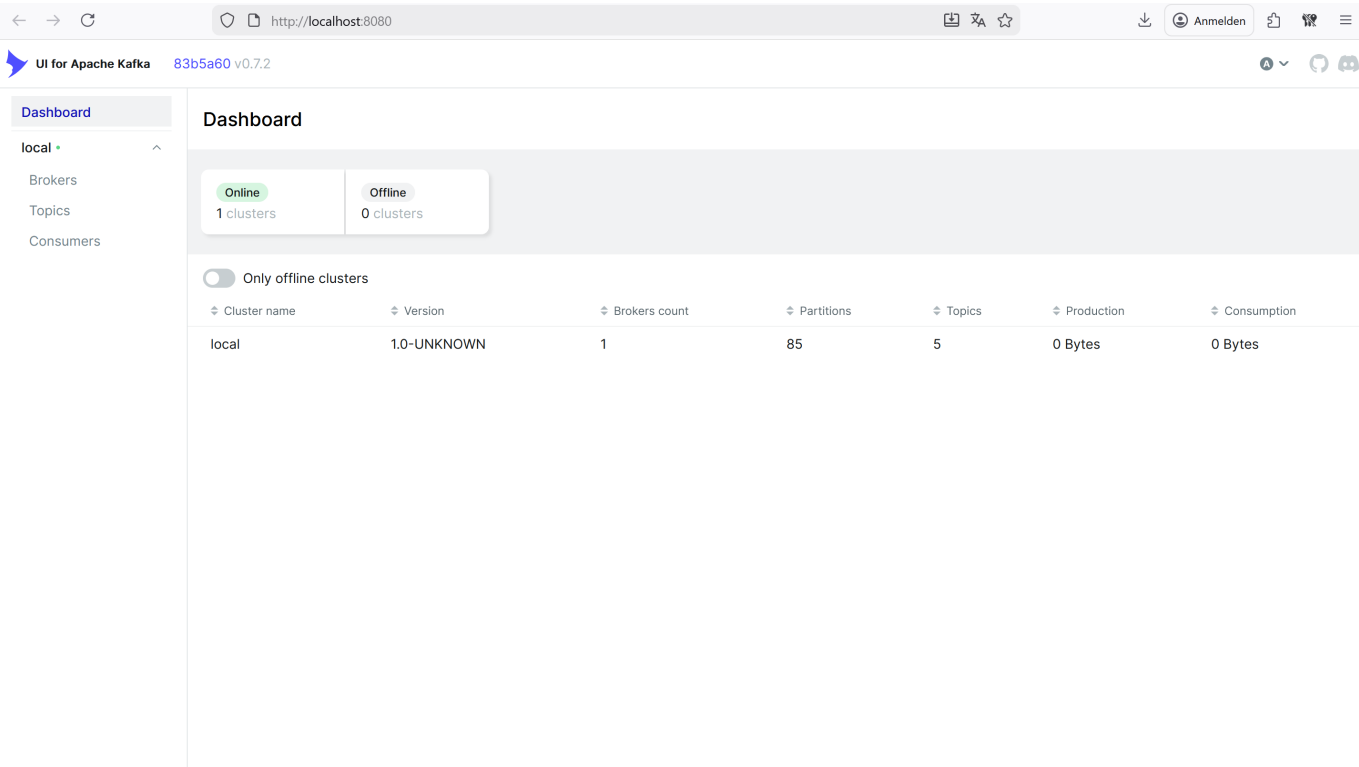 http://localhost:8080
Anmelden
UI for Apache Kafka 83b5a60 v0.7.2
A
Dashboard
local
Brokers
Topics
Consumers
Dashboard
Online
1 clusters
Offline
0 clusters
Only offline clusters
Cluster name Version Brokers count Partitions Topics Production Consumption
local 1.0-UNKNOWN 1 85 5 0 Bytes 0 Bytes